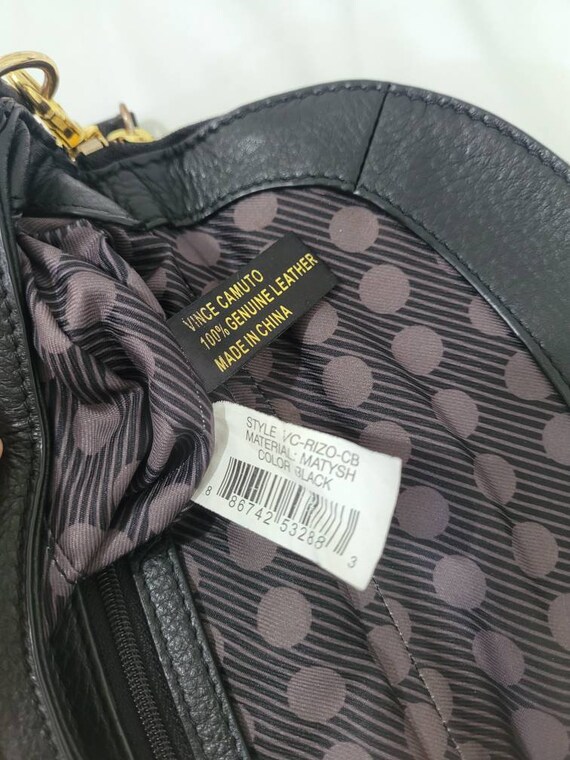 VINCE CAMUTO
100% GENUINE LEATHER
MADE IN CHINA
STYLE: VC-RIZO-CB
MATERIAL: MATYSH
COLOR BLACK
8 86742 53288 3